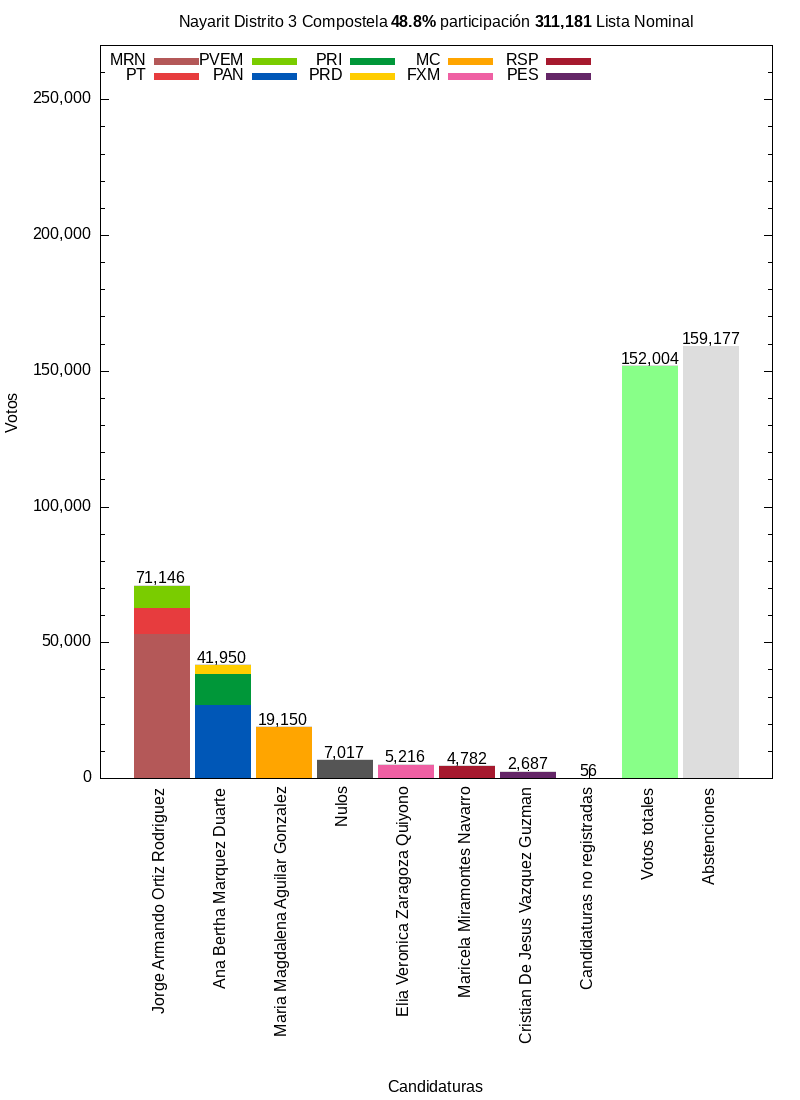 Nayarit Distrito 3 Compostela 48.8% participación 311,181 Lista Nominal
MRN PVEM PRI MC RSP
PT PAN PRD FXM PES
250,000
200,000
150,000
100,000
50,000
0
Votos
71,146
41,950
19,150
7,017
5,216
4,782
2,687
56
152,004
159,177
Jorge Armando Ortiz Rodriguez
Ana Bertha Marquez Duarte
Maria Magdalena Aguilar Gonzalez
Nulos
Elia Veronica Zaragoza Quiyono
Maricela Miramontes Navarro
Cristian De Jesus Vazquez Guzman
Candidaturas no registradas
Votos totales
Abstenciones
Candidaturas